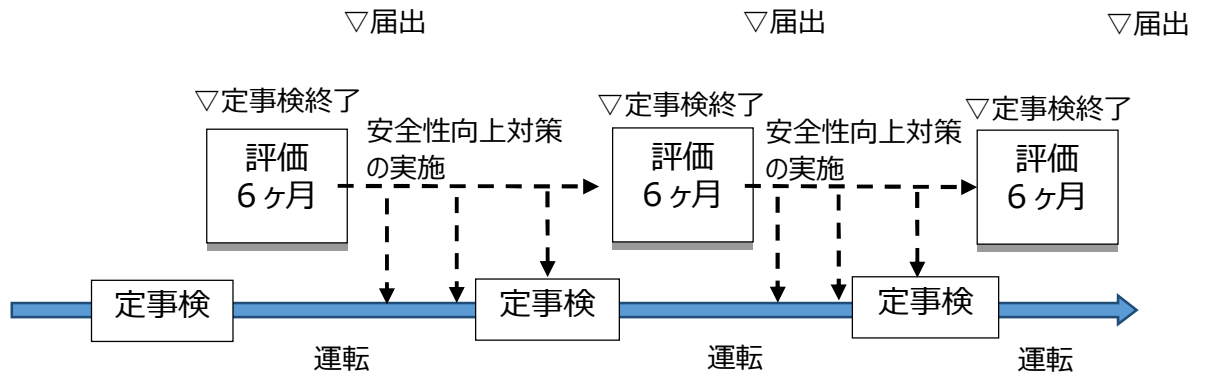 ▽届出
▽届出
▽届出
▽定事検終了
▽定事検終了
▽定事検終了
評価
6ヶ月
安全性向上対策
の実施
評価
6ヶ月
安全性向上対策
の実施
評価
6ヶ月
定事検
定事検
定事検
運転
運転
運転